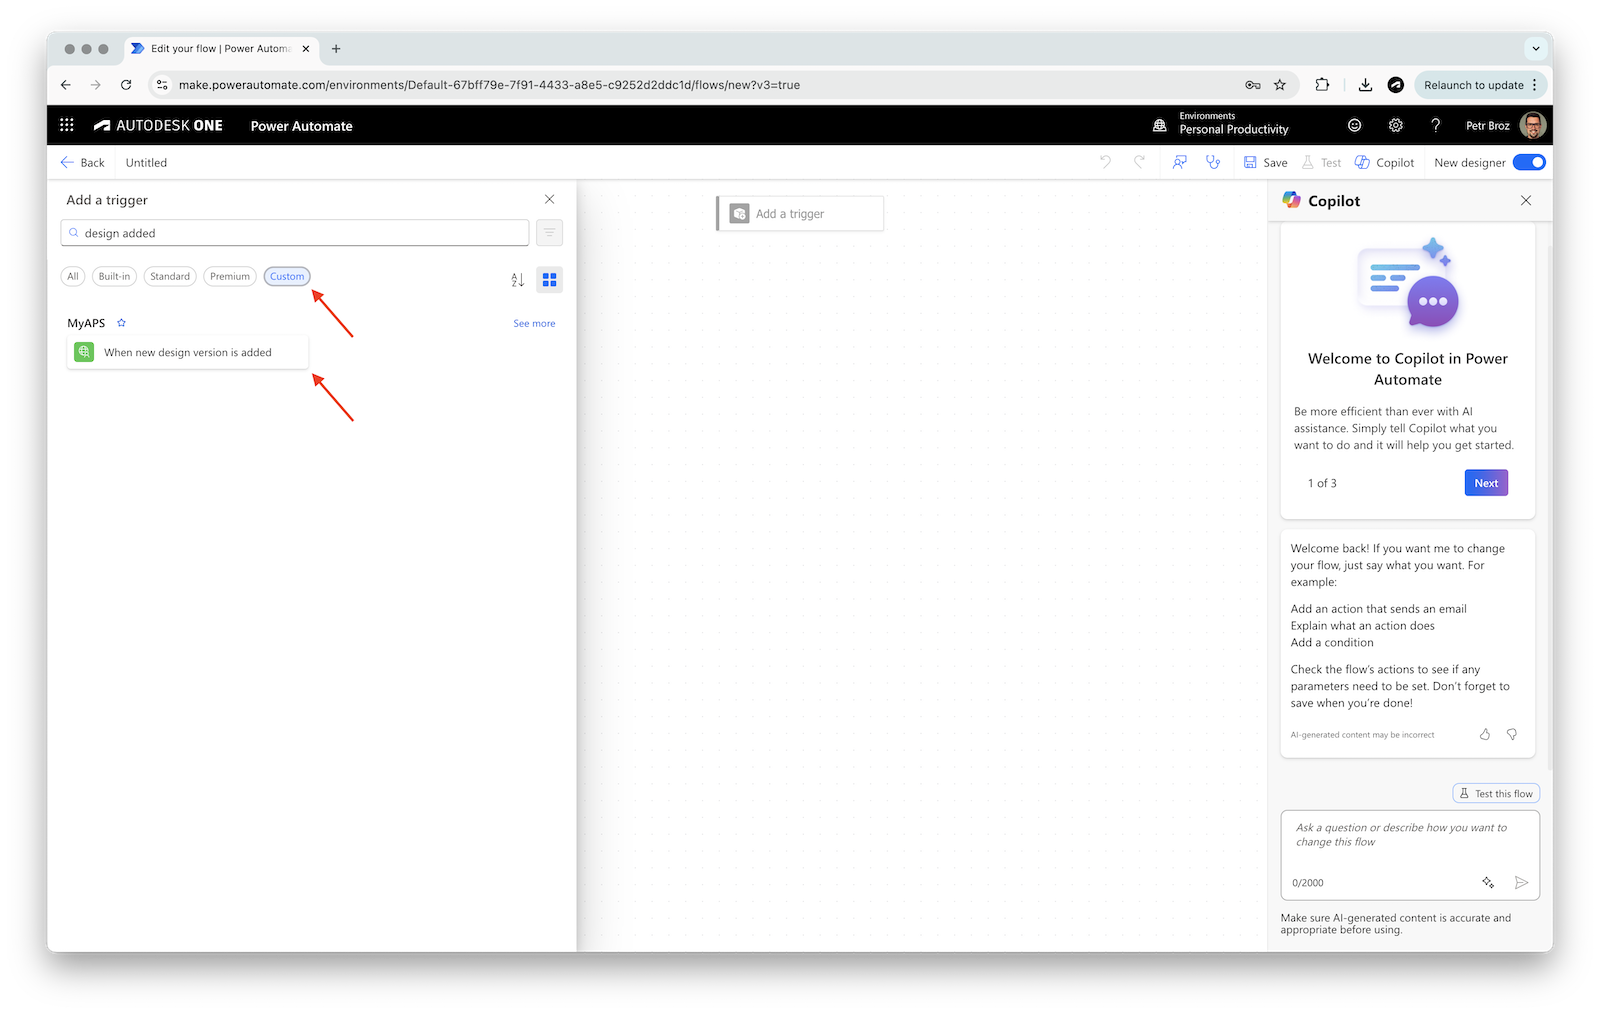 Edit your flow | Power Automa
make.powerautomate.com/environments/Default-67bff79e-7f91-4433-a8e5-c9252d2ddc1d/flows/new?v3=true
Relaunch to update
AUTODESK ONE
Power Automate
Environments
Personal Productivity
Petr Broz
Back
Untitled
Save
Test
Copilot
New designer
Add a trigger
design added
All
Built-in
Standard
Premium
Custom
MyAPS
See more
When new design version is added
Add a trigger
Copilot
Welcome to Copilot in Power
Automate
Be more efficient than ever with AI
assistance. Simply tell Copilot what you
want to do and it will help you get started.
1 of 3
Next
Welcome back! If you want me to change
your flow, just say what you want. For
example:
Add an action that sends an email
Explain what an action does
Add a condition
Check the flow's actions to see if any
parameters need to be set. Don't forget to
save when you're done!
AI-generated content may be incorrect
Test this flow
Ask a question or describe how you want to
change this flow
0/2000
Make sure AI-generated content is accurate and
appropriate before using.